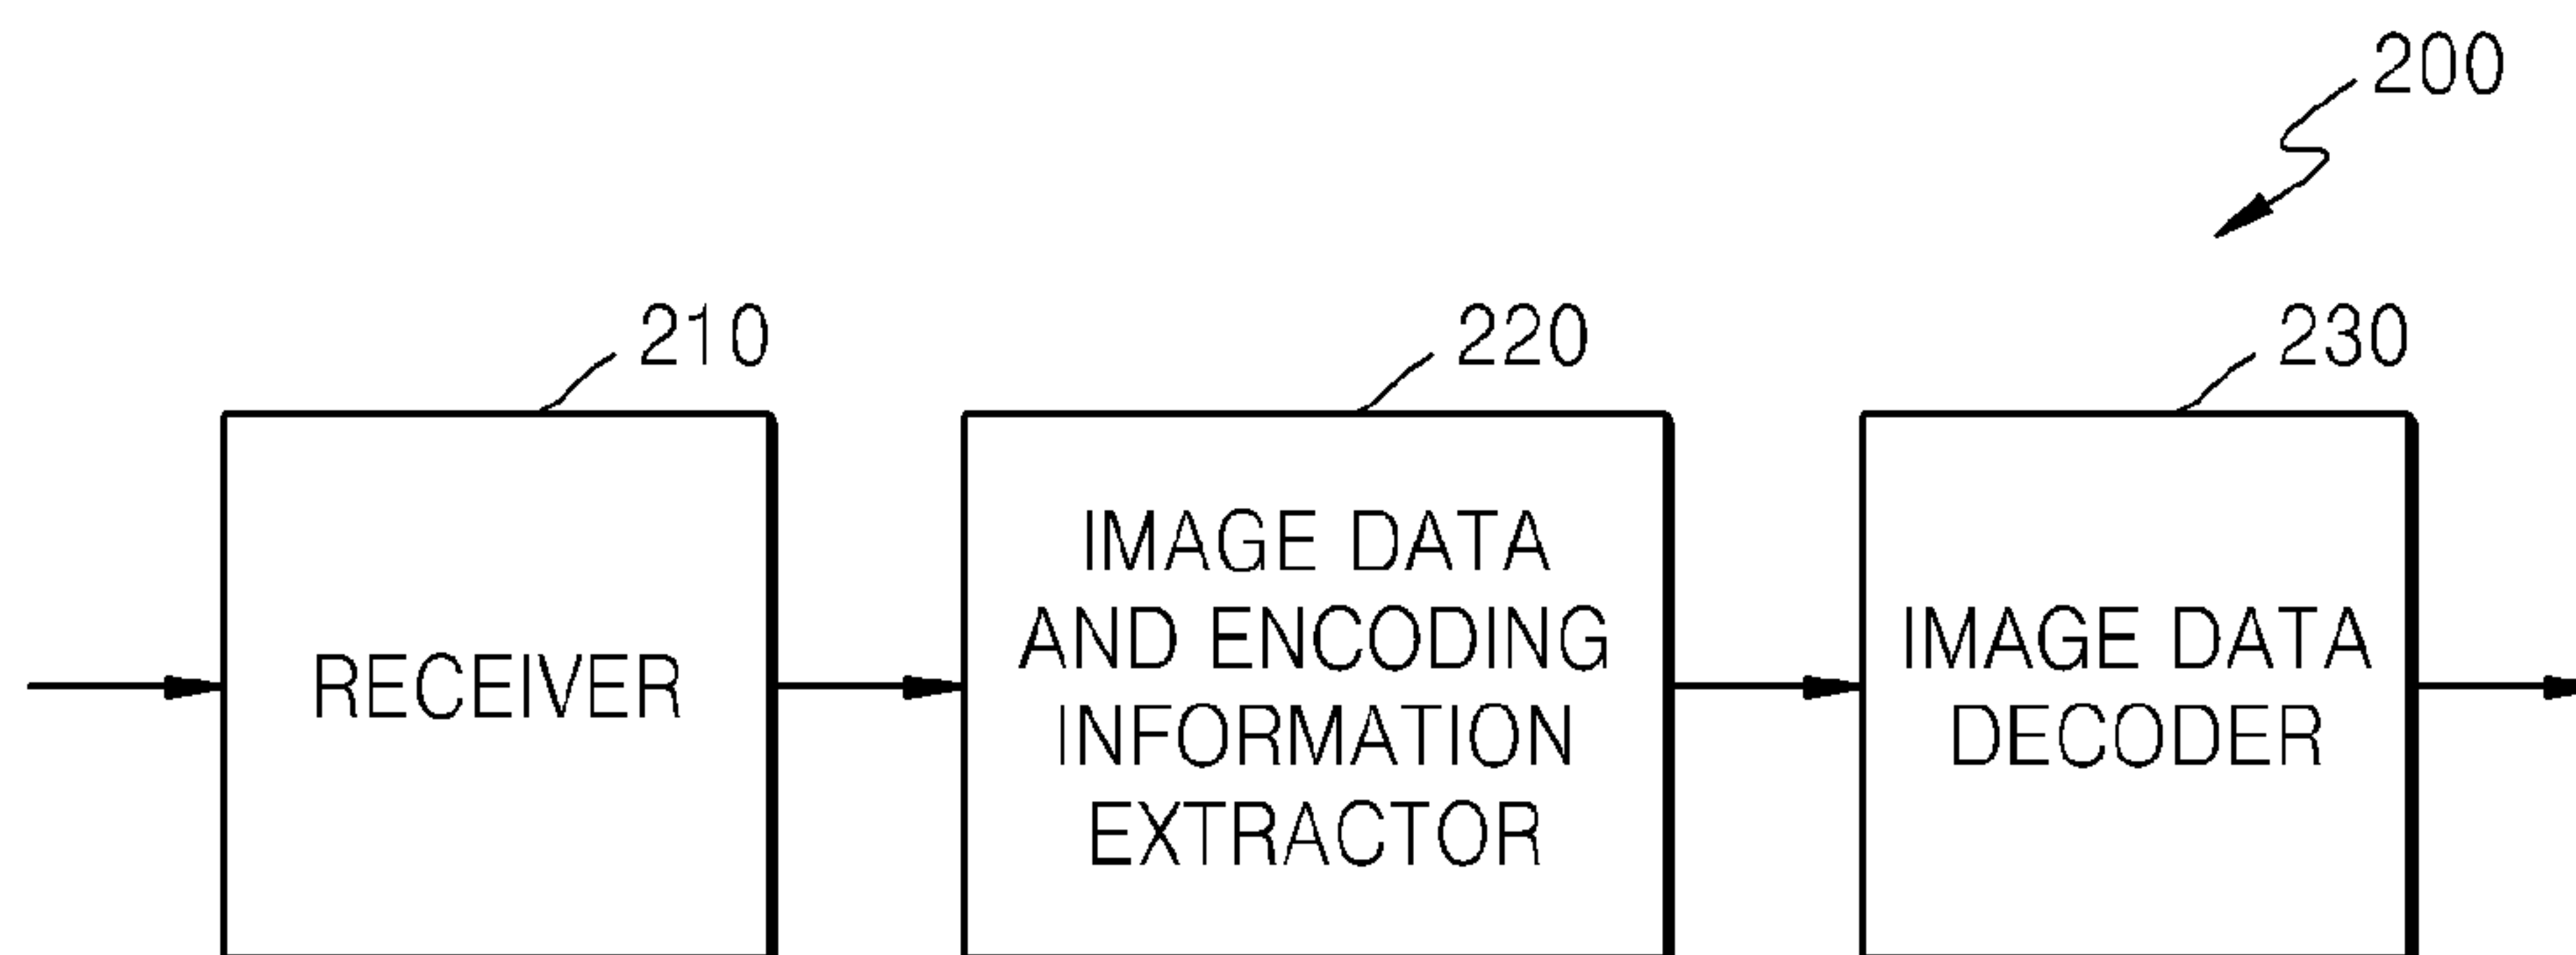 200
210
220
230
RECEIVER
IMAGE DATA
AND ENCODING
INFORMATION
EXTRACTOR
IMAGE DATA
DECODER